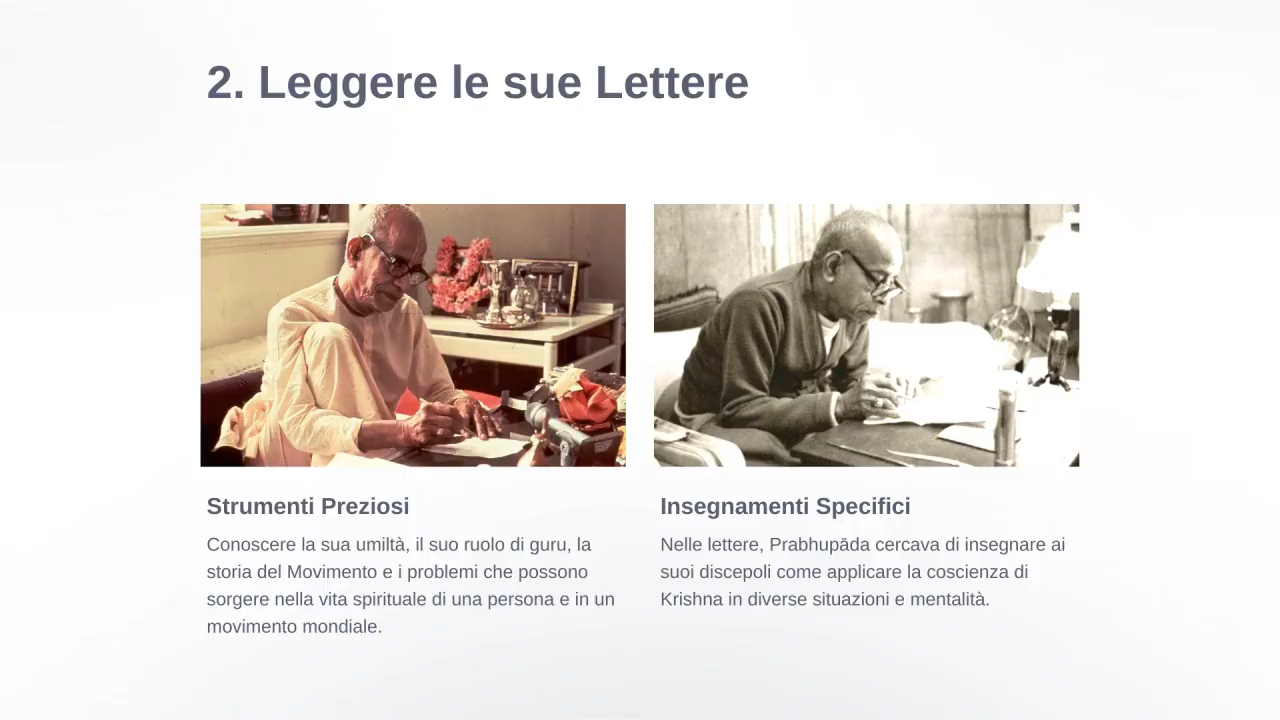 2. Leggere le sue Lettere
Strumenti Preziosi
Conoscere la sua umiltà, il suo ruolo di guru, la
storia del Movimento e i problemi che possono
sorgere nella vita spirituale di una persona e in un
movimento mondiale.
Insegnamenti Specifici
Nelle lettere, Prabhupāda cercava di insegnare ai
suoi discepoli come applicare la coscienza di
Krishna in diverse situazioni e mentalità.